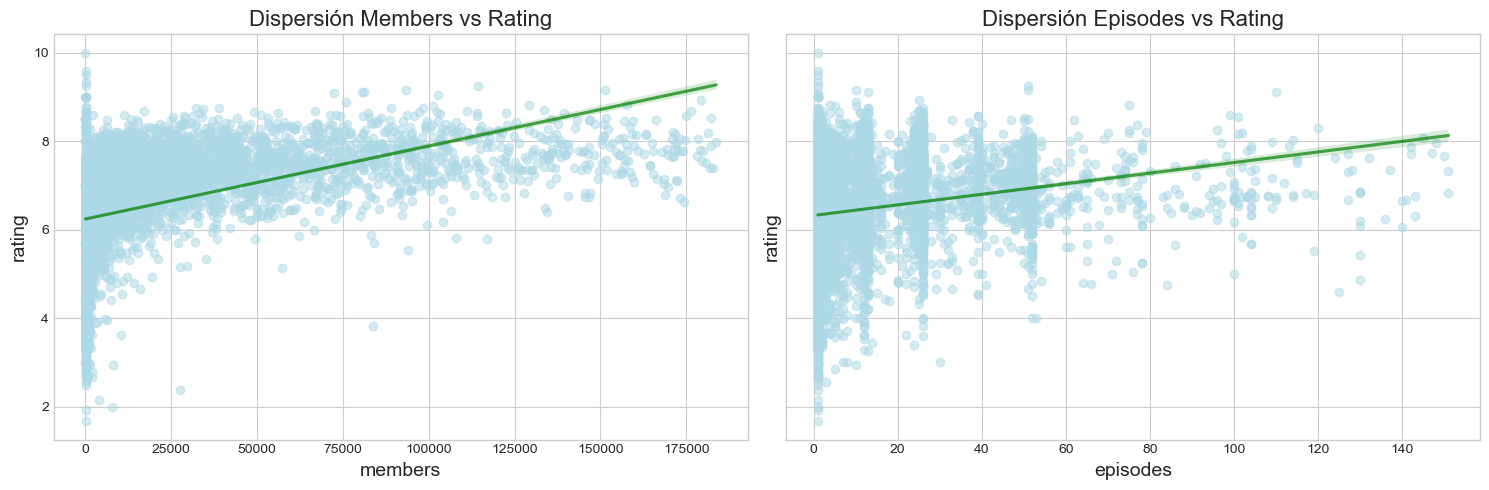 Dispersión Members vs Rating
rating
10
8
6
4
2
0 25000 50000 75000 100000 125000 150000 175000
members
Dispersión Episodes vs Rating
rating
0 20 40 60 80 100 120 140
episodes